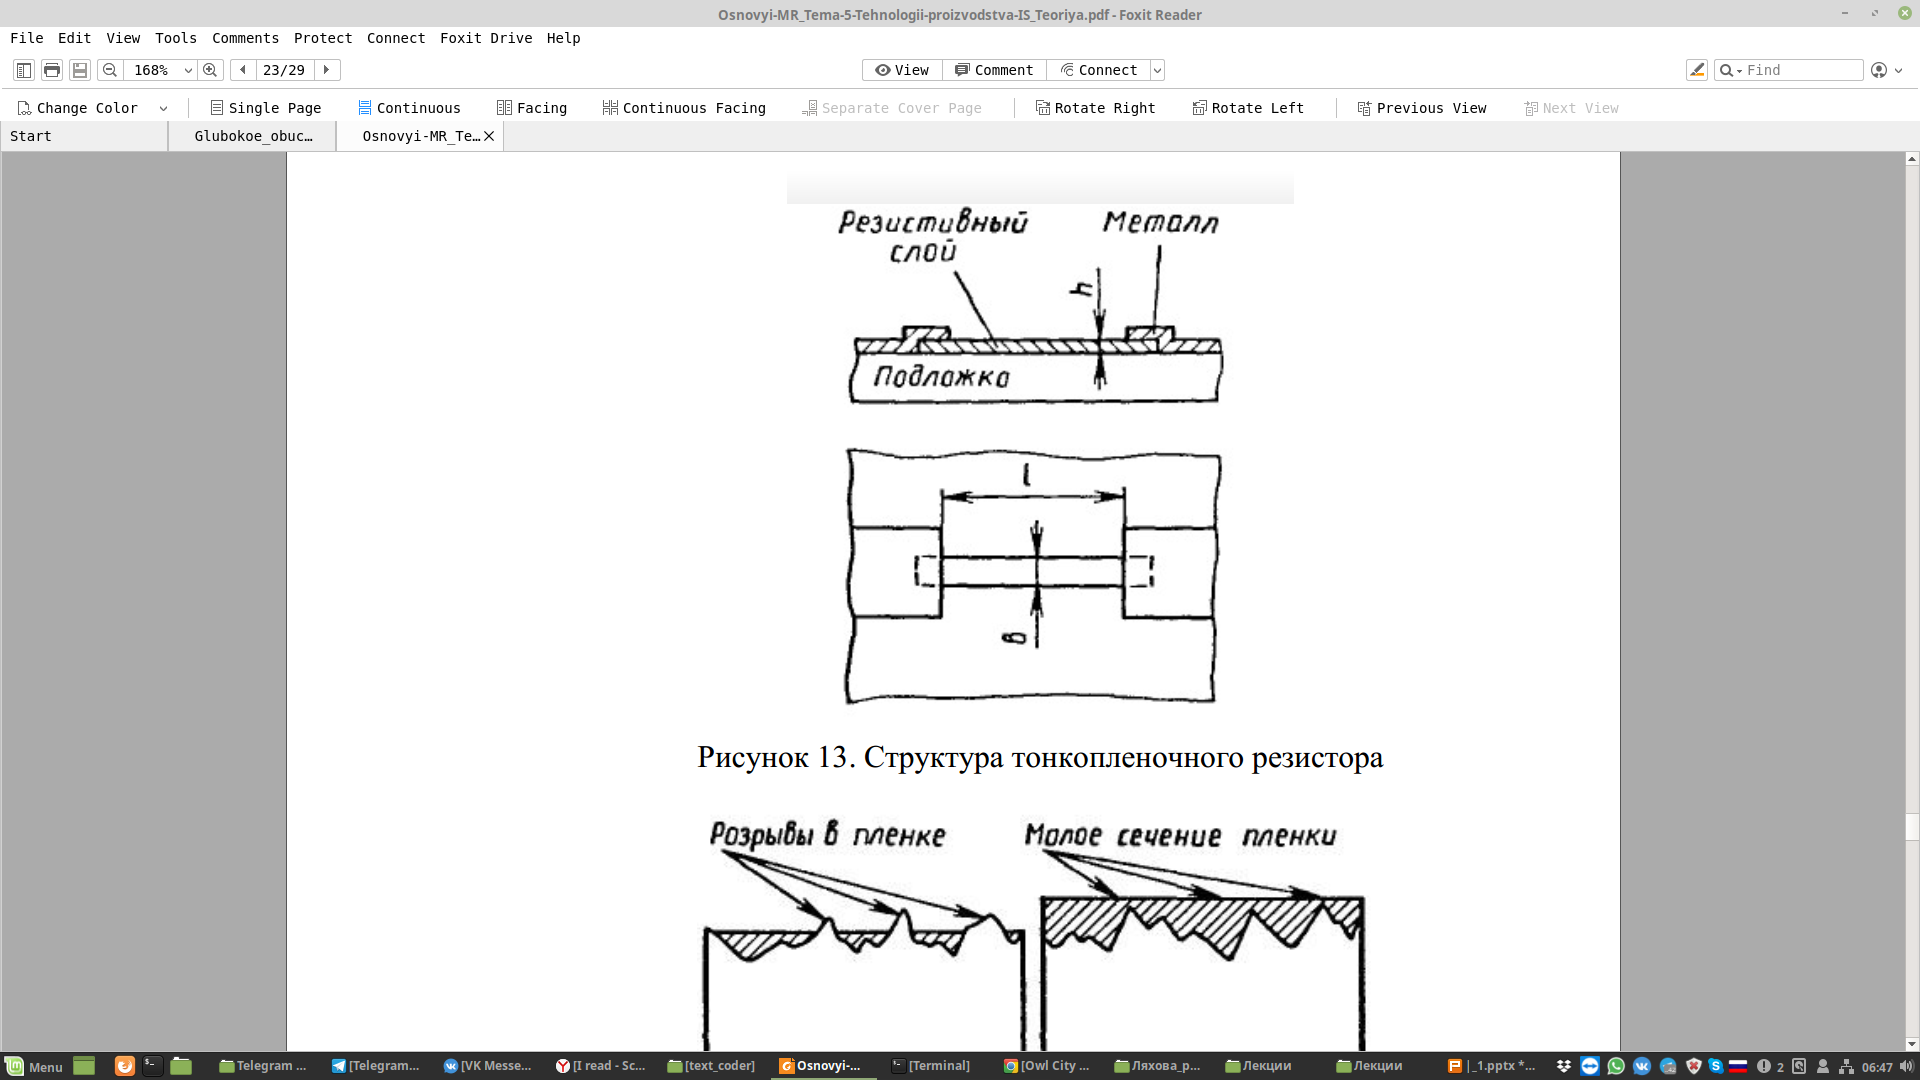 Osnovyi-MR_Tema-5-Tehnologii-proizvodstva-IS_Teoriya.pdf - Foxit Reader
File Edit View Tools Comments Protect Connect Foxit Drive Help
168% 23/29 View Comment Connect Find
Change Color Single Page Continuous Facing Continuous Facing Separate Cover Page Rotate Right Rotate Left Previous View Next View
Start Glubokoe_obuc... Osnovyi-MR_Te...
Резистивный Металл
слой
h
Подложка
l
в
Рисунок 13. Структура тонкопленочного резистора
Разрывы в пленке Малое сечение пленки
Menu Telegram ... [Telegram... [VK Messe... [I read - Sc... [text_coder] Osnovyi-... [Terminal] [Owl City ... Ляхова_р... Лекции Лекции |_1.pptx *... 2 06:47